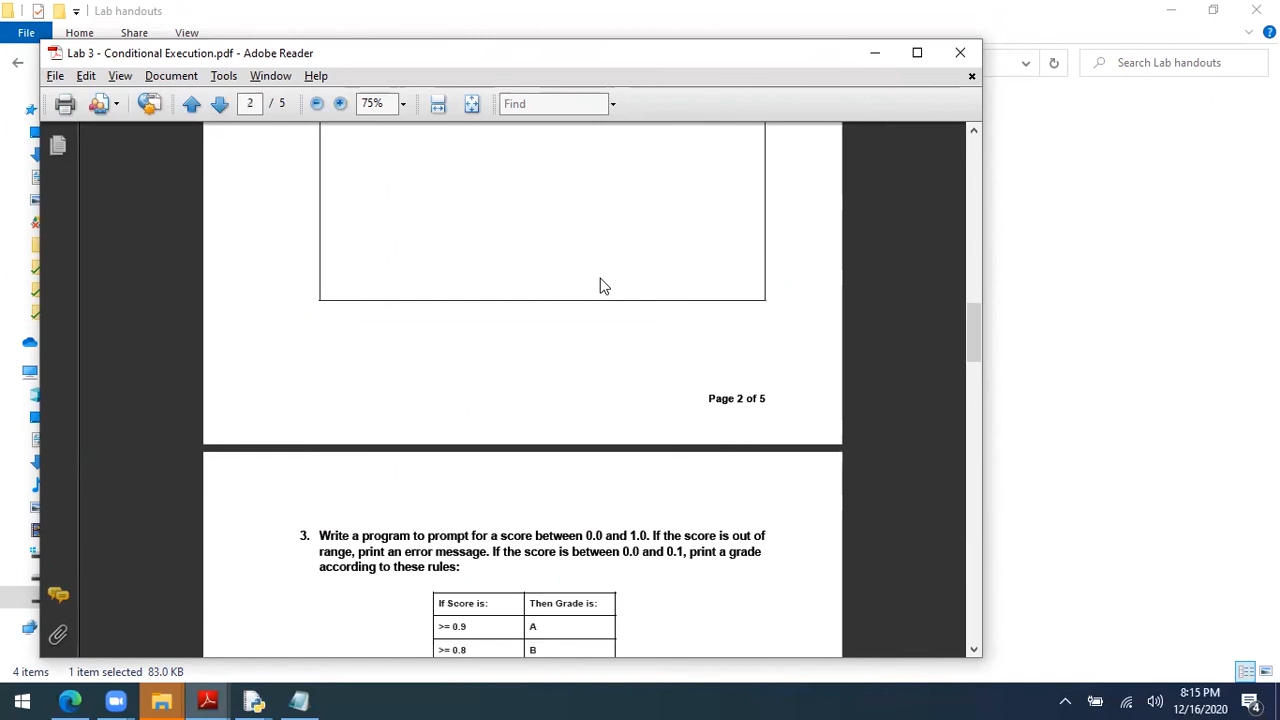 Lab handouts
File Home Share View
Search Lab handouts
Lab 3 - Conditional Execution.pdf - Adobe Reader
File Edit View Document Tools Window Help
2 / 5 75% Find
Page 2 of 5
3. Write a program to prompt for a score between 0.0 and 1.0. If the score is out of
range, print an error message. If the score is between 0.0 and 0.1, print a grade
according to these rules:
If Score is: Then Grade is:
>= 0.9 A
>= 0.8 B
4 items 1 item selected 83.0 KB
8:15 PM
12/16/2020
4